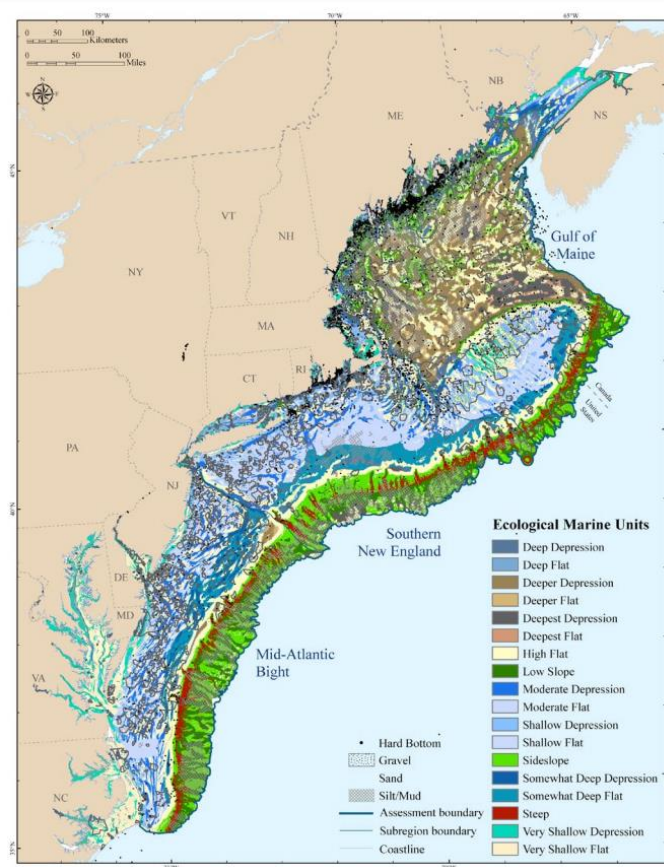 75°W
70°W
65°W
0 50 100
Kilometers
0 50 100
Miles
N
NB
NS
ME
VT
NH
NY
Gulf of
Maine
MA
CT
RI
Canada
United
States
PA
NJ
40°N
DE
MD
Southern
New England
Mid-Atlantic
Bight
VA
NC
35°N
Ecological Marine Units
Deep Depression
Deep Flat
Deeper Depression
Deeper Flat
Deepest Depression
Deepest Flat
High Flat
Low Slope
Moderate Depression
Moderate Flat
Shallow Depression
Shallow Flat
Sideslope
Somewhat Deep Depression
Somewhat Deep Flat
Steep
Very Shallow Depression
Very Shallow Flat
Hard Bottom
Gravel
Sand
Silt/Mud
Assessment boundary
Subregion boundary
Coastline